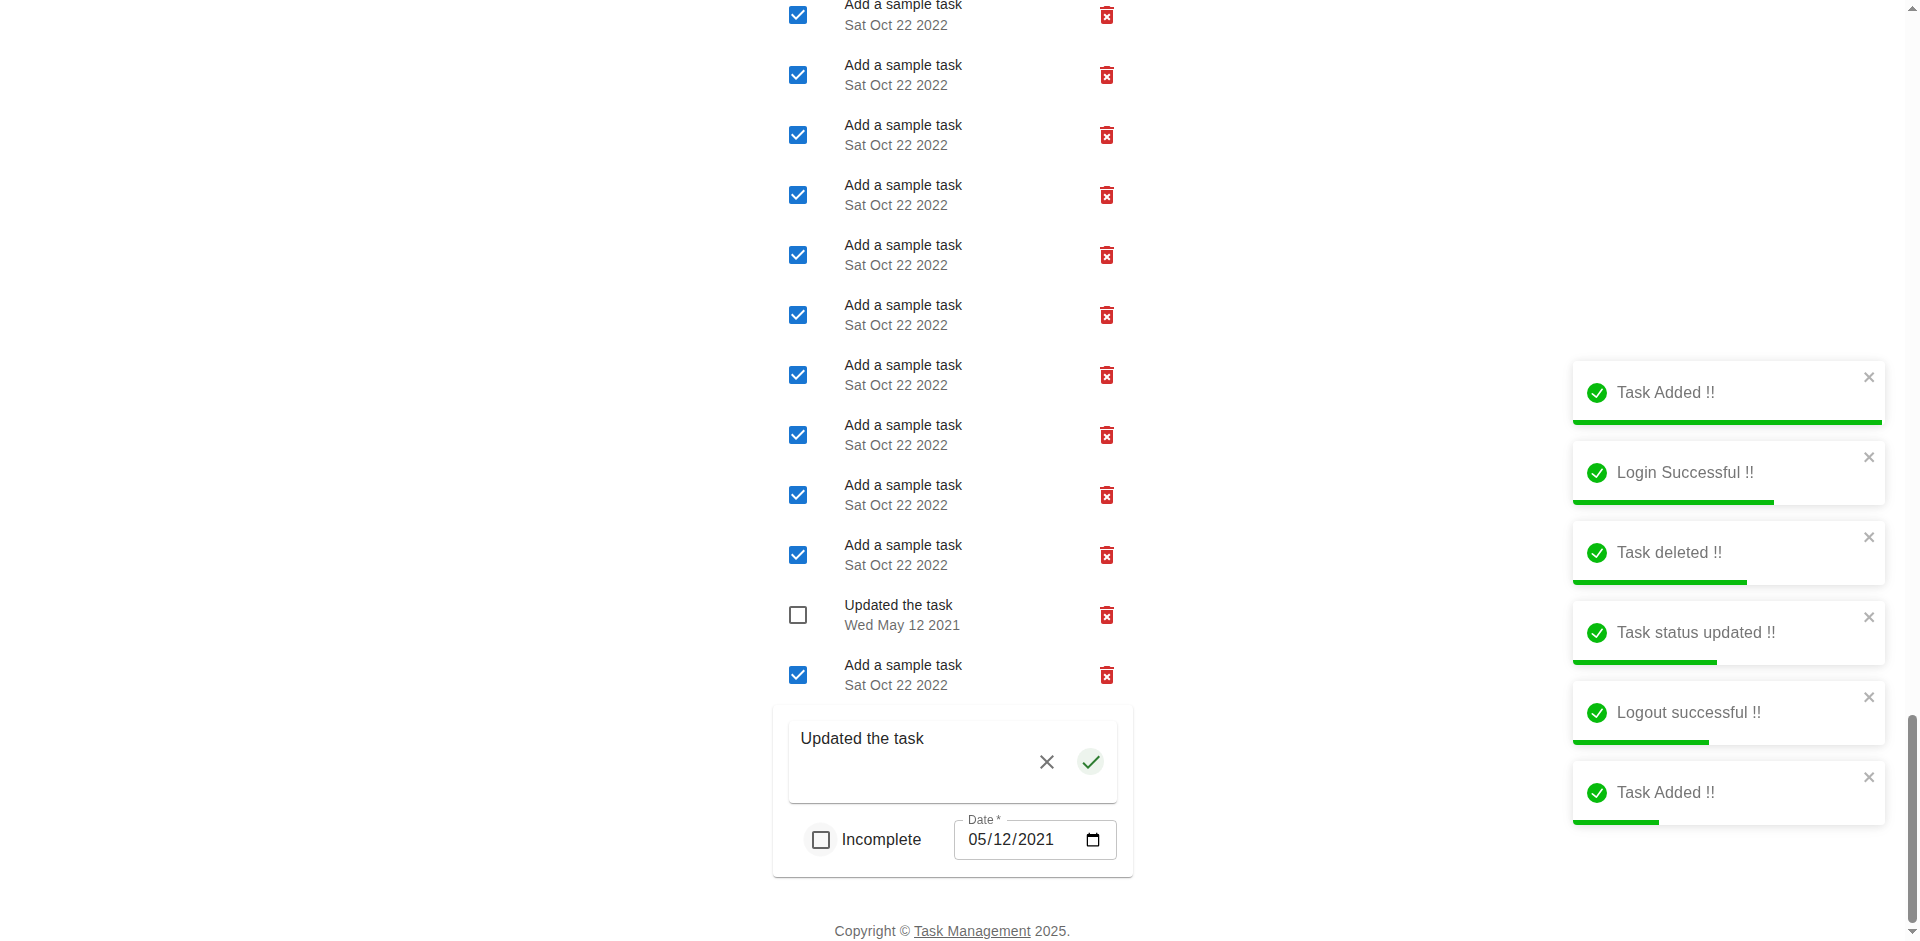 Add a sample task
Sat Oct 22 2022
Add a sample task
Sat Oct 22 2022
Add a sample task
Sat Oct 22 2022
Add a sample task
Sat Oct 22 2022
Add a sample task
Sat Oct 22 2022
Add a sample task
Sat Oct 22 2022
Add a sample task
Sat Oct 22 2022
Add a sample task
Sat Oct 22 2022
Add a sample task
Sat Oct 22 2022
Add a sample task
Sat Oct 22 2022
Updated the task
Wed May 12 2021
Add a sample task
Sat Oct 22 2022
Updated the task
Incomplete
Date *
05/12/2021
Copyright © Task Management 2025.
Task Added !!
Login Successful !!
Task deleted !!
Task status updated !!
Logout successful !!
Task Added !!